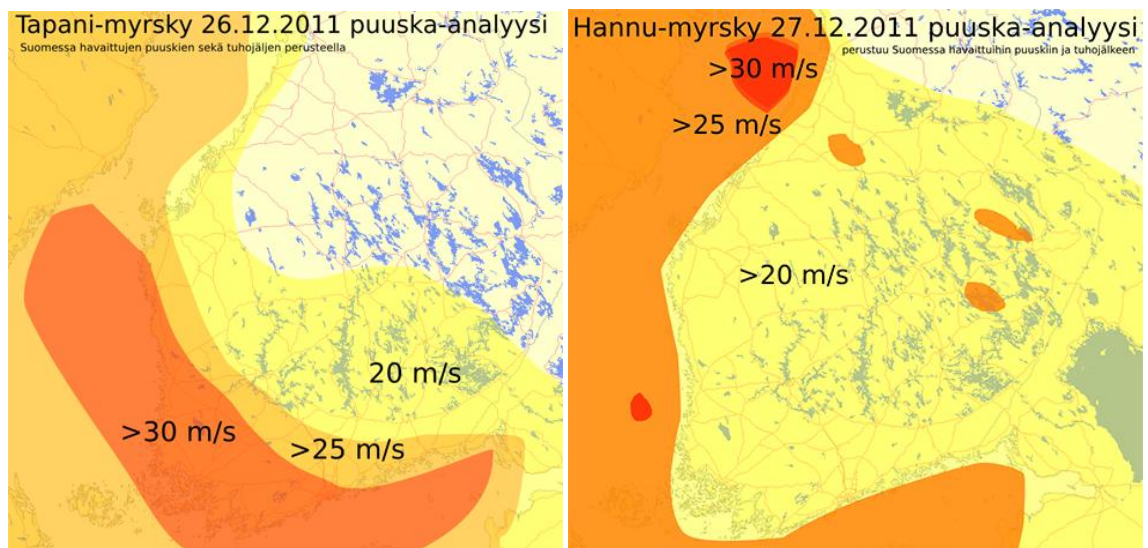 Tapani-myrsky 26.12.2011 puuska-analyysi
Suomessa havaittujen puuskien sekä tuhojäljen perusteella
20 m/s
>30 m/s
>25 m/s
Hannu-myrsky 27.12.2011 puuska-analyysi
perustuu Suomessa havaittuihin puuskiin ja tuhojälkeen
>30 m/s
>25 m/s
>20 m/s